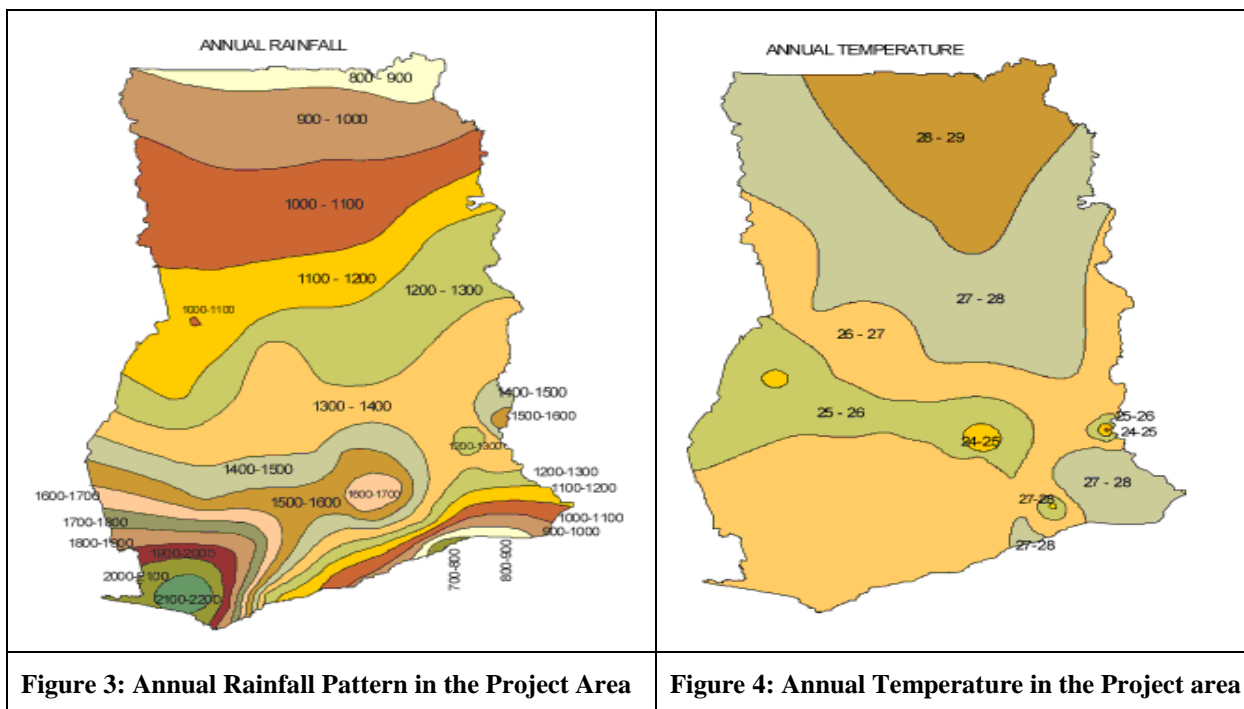 ANNUAL RAINFALL
800 - 900
900 - 1000
1000 - 1100
1100 - 1200
1200 - 1300
1000-1100
1300 - 1400
1400-1500
1500-1600
1200-1300
1400-1500
1200-1300
1100-1200
1600-1700
1500-1600
1600-1700
1000-1100
900-1000
1700-1800
1800-1900
1900-2000
700-800
800-900
2000-2100
2100-2200
Figure 3: Annual Rainfall Pattern in the Project Area
ANNUAL TEMPERATURE
28 - 29
27 - 28
26 - 27
25 - 26
25-26
24-25
24-25
27 - 28
27-28
27-28
Figure 4: Annual Temperature in the Project area